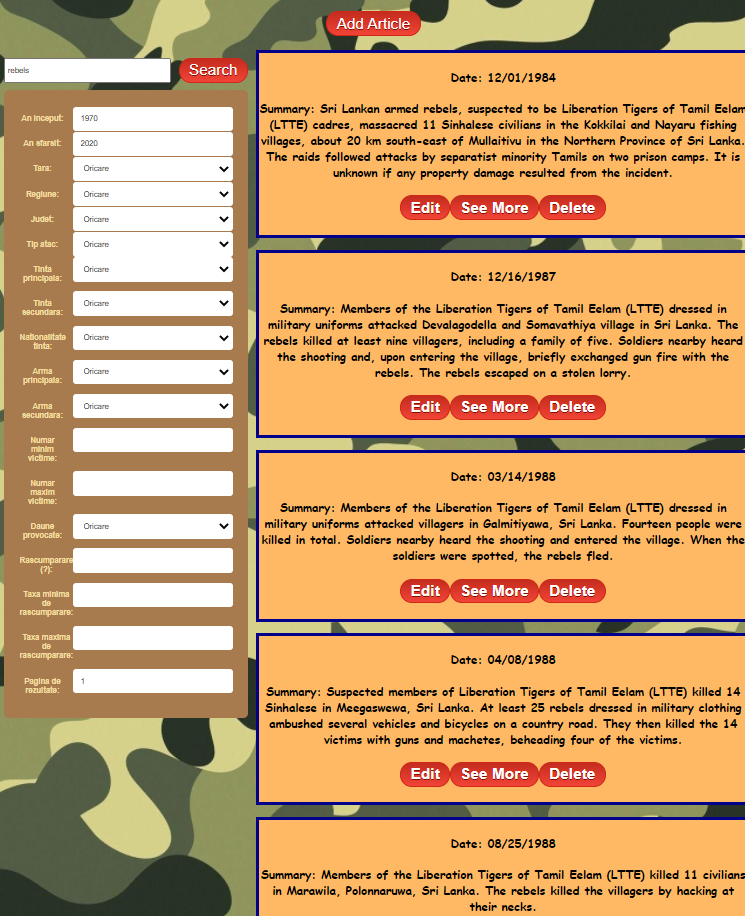 Add Article
rebels
Search
An inceput:
1970
An sfarsit:
2020
Tara:
Oricare
Regiune:
Oricare
Judet:
Oricare
Tip atac:
Oricare
Tinta
principala:
Oricare
Tinta
secundara:
Oricare
Nationalitate
tinta:
Oricare
Arma
principala:
Oricare
Arma
secundara:
Oricare
Numar
minim
victime:
Numar
maxim
victime:
Daune
provocate:
Oricare
Rascumparare
(?):
Taxa minima
de
rascumparare:
Taxa maxima
de
rascumparare:
Pagina de
rezultate:
1
Date: 12/01/1984
Summary: Sri Lankan armed rebels, suspected to be Liberation Tigers of Tamil Eelam
(LTTE) cadres, massacred 11 Sinhalese civilians in the Kokkilai and Nayaru fishing
villages, about 20 km south-east of Mullaitivu in the Northern Province of Sri Lanka.
The raids followed attacks by separatist minority Tamils on two prison camps. It is
unknown if any property damage resulted from the incident.
Edit See More Delete
Date: 12/16/1987
Summary: Members of the Liberation Tigers of Tamil Eelam (LTTE) dressed in
military uniforms attacked Devalagodella and Somavathiya village in Sri Lanka. The
rebels killed at least nine villagers, including a family of five. Soldiers nearby heard
the shooting and, upon entering the village, briefly exchanged gun fire with the
rebels. The rebels escaped on a stolen lorry.
Edit See More Delete
Date: 03/14/1988
Summary: Members of the Liberation Tigers of Tamil Eelam (LTTE) dressed in
military uniforms attacked villagers in Galmitiyawa, Sri Lanka. Fourteen people were
killed in total. Soldiers nearby heard the shooting and entered the village. When the
soldiers were spotted, the rebels fled.
Edit See More Delete
Date: 04/08/1988
Summary: Suspected members of Liberation Tigers of Tamil Eelam (LTTE) killed 14
Sinhalese in Meegaswewa, Sri Lanka. At least 25 rebels dressed in military clothing
ambushed several vehicles and bicycles on a country road. They then killed the 14
victims with guns and machetes, beheading four of the victims.
Edit See More Delete
Date: 08/25/1988
Summary: Members of the Liberation Tigers of Tamil Eelam (LTTE) killed 11 civilians
in Marawila, Polonnaruwa, Sri Lanka. The rebels killed the villagers by hacking at
their necks.